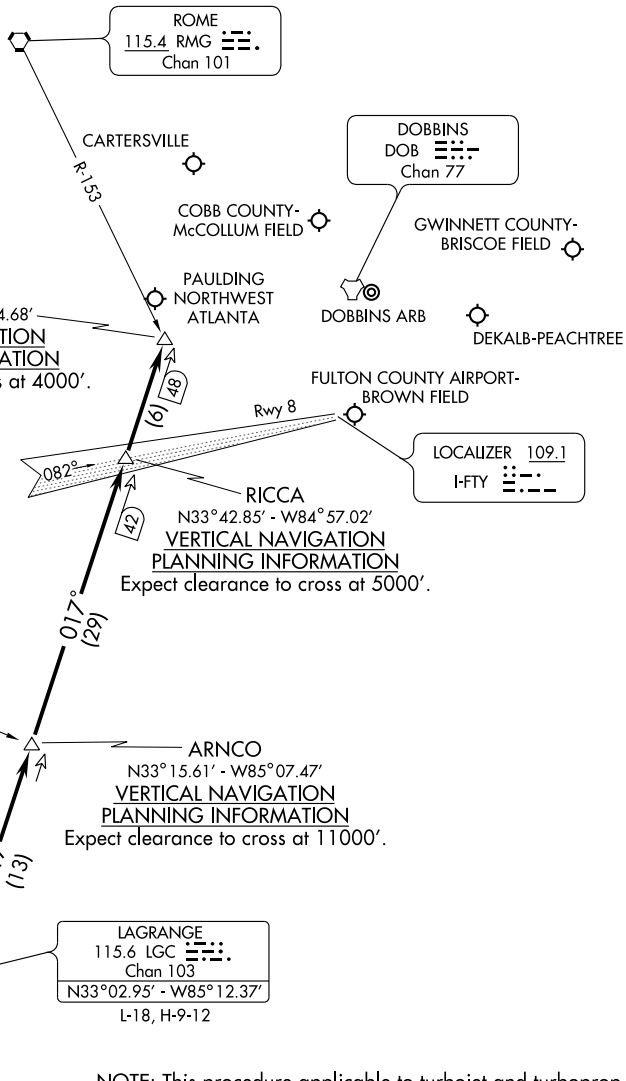 ROME
115.4 RMG
Chan 101
CARTERSVILLE
R-153
DOBBINS
DOB
Chan 77
COBB COUNTY-
McCOLLUM FIELD
GWINNETT COUNTY-
BRISCOE FIELD
PAULDING
NORTHWEST
ATLANTA
DOBBINS ARB
DEKALB-PEACHTREE
4.68'
at 4000'.
48
(6)
FULTON COUNTY AIRPORT-
BROWN FIELD
Rwy 8
082°
LOCALIZER 109.1
I-FTY
42
RICCA
N33°42.85' - W84°57.02'
VERTICAL NAVIGATION
PLANNING INFORMATION
Expect clearance to cross at 5000'.
017°
(29)
ARNCO
N33°15.61' - W85°07.47'
VERTICAL NAVIGATION
PLANNING INFORMATION
Expect clearance to cross at 11000'.
(13)
LAGRANGE
115.6 LGC
Chan 103
N33°02.95' - W85°12.37'
L-18, H-9-12
NOTE: This procedure applicable to turbojet and turboprop